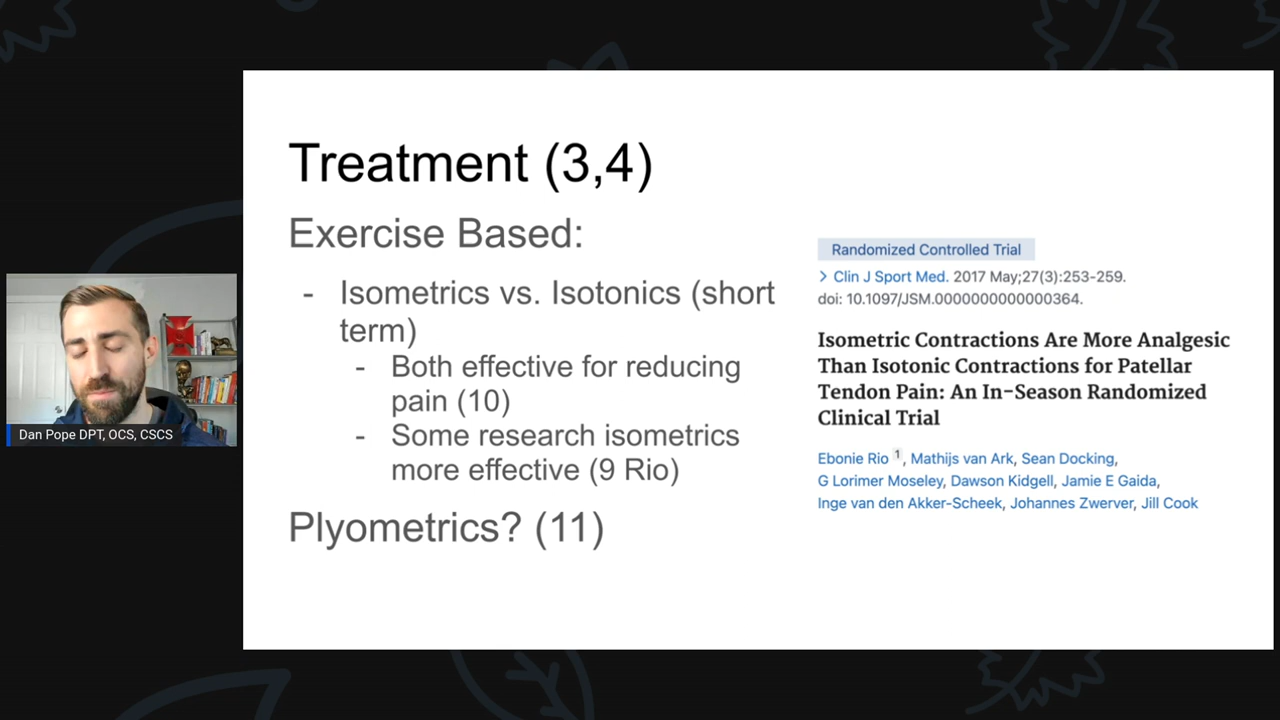 Treatment (3,4)
Exercise Based:
- Isometrics vs. Isotonics (short
term)
- Both effective for reducing
pain (10)
- Some research isometrics
more effective (9 Rio)
Plyometrics? (11)
Randomized Controlled Trial
> Clin J Sport Med. 2017 May;27(3):253-259.
doi: 10.1097/JSM.0000000000000364.
Isometric Contractions Are More Analgesic
Than Isotonic Contractions for Patellar
Tendon Pain: An In-Season Randomized
Clinical Trial
Ebonie Rio 1, Mathijs van Ark, Sean Docking,
G Lorimer Moseley, Dawson Kidgell, Jamie E Gaida,
Inge van den Akker-Scheek, Johannes Zwerver, Jill Cook
Dan Pope DPT, OCS, CSCS